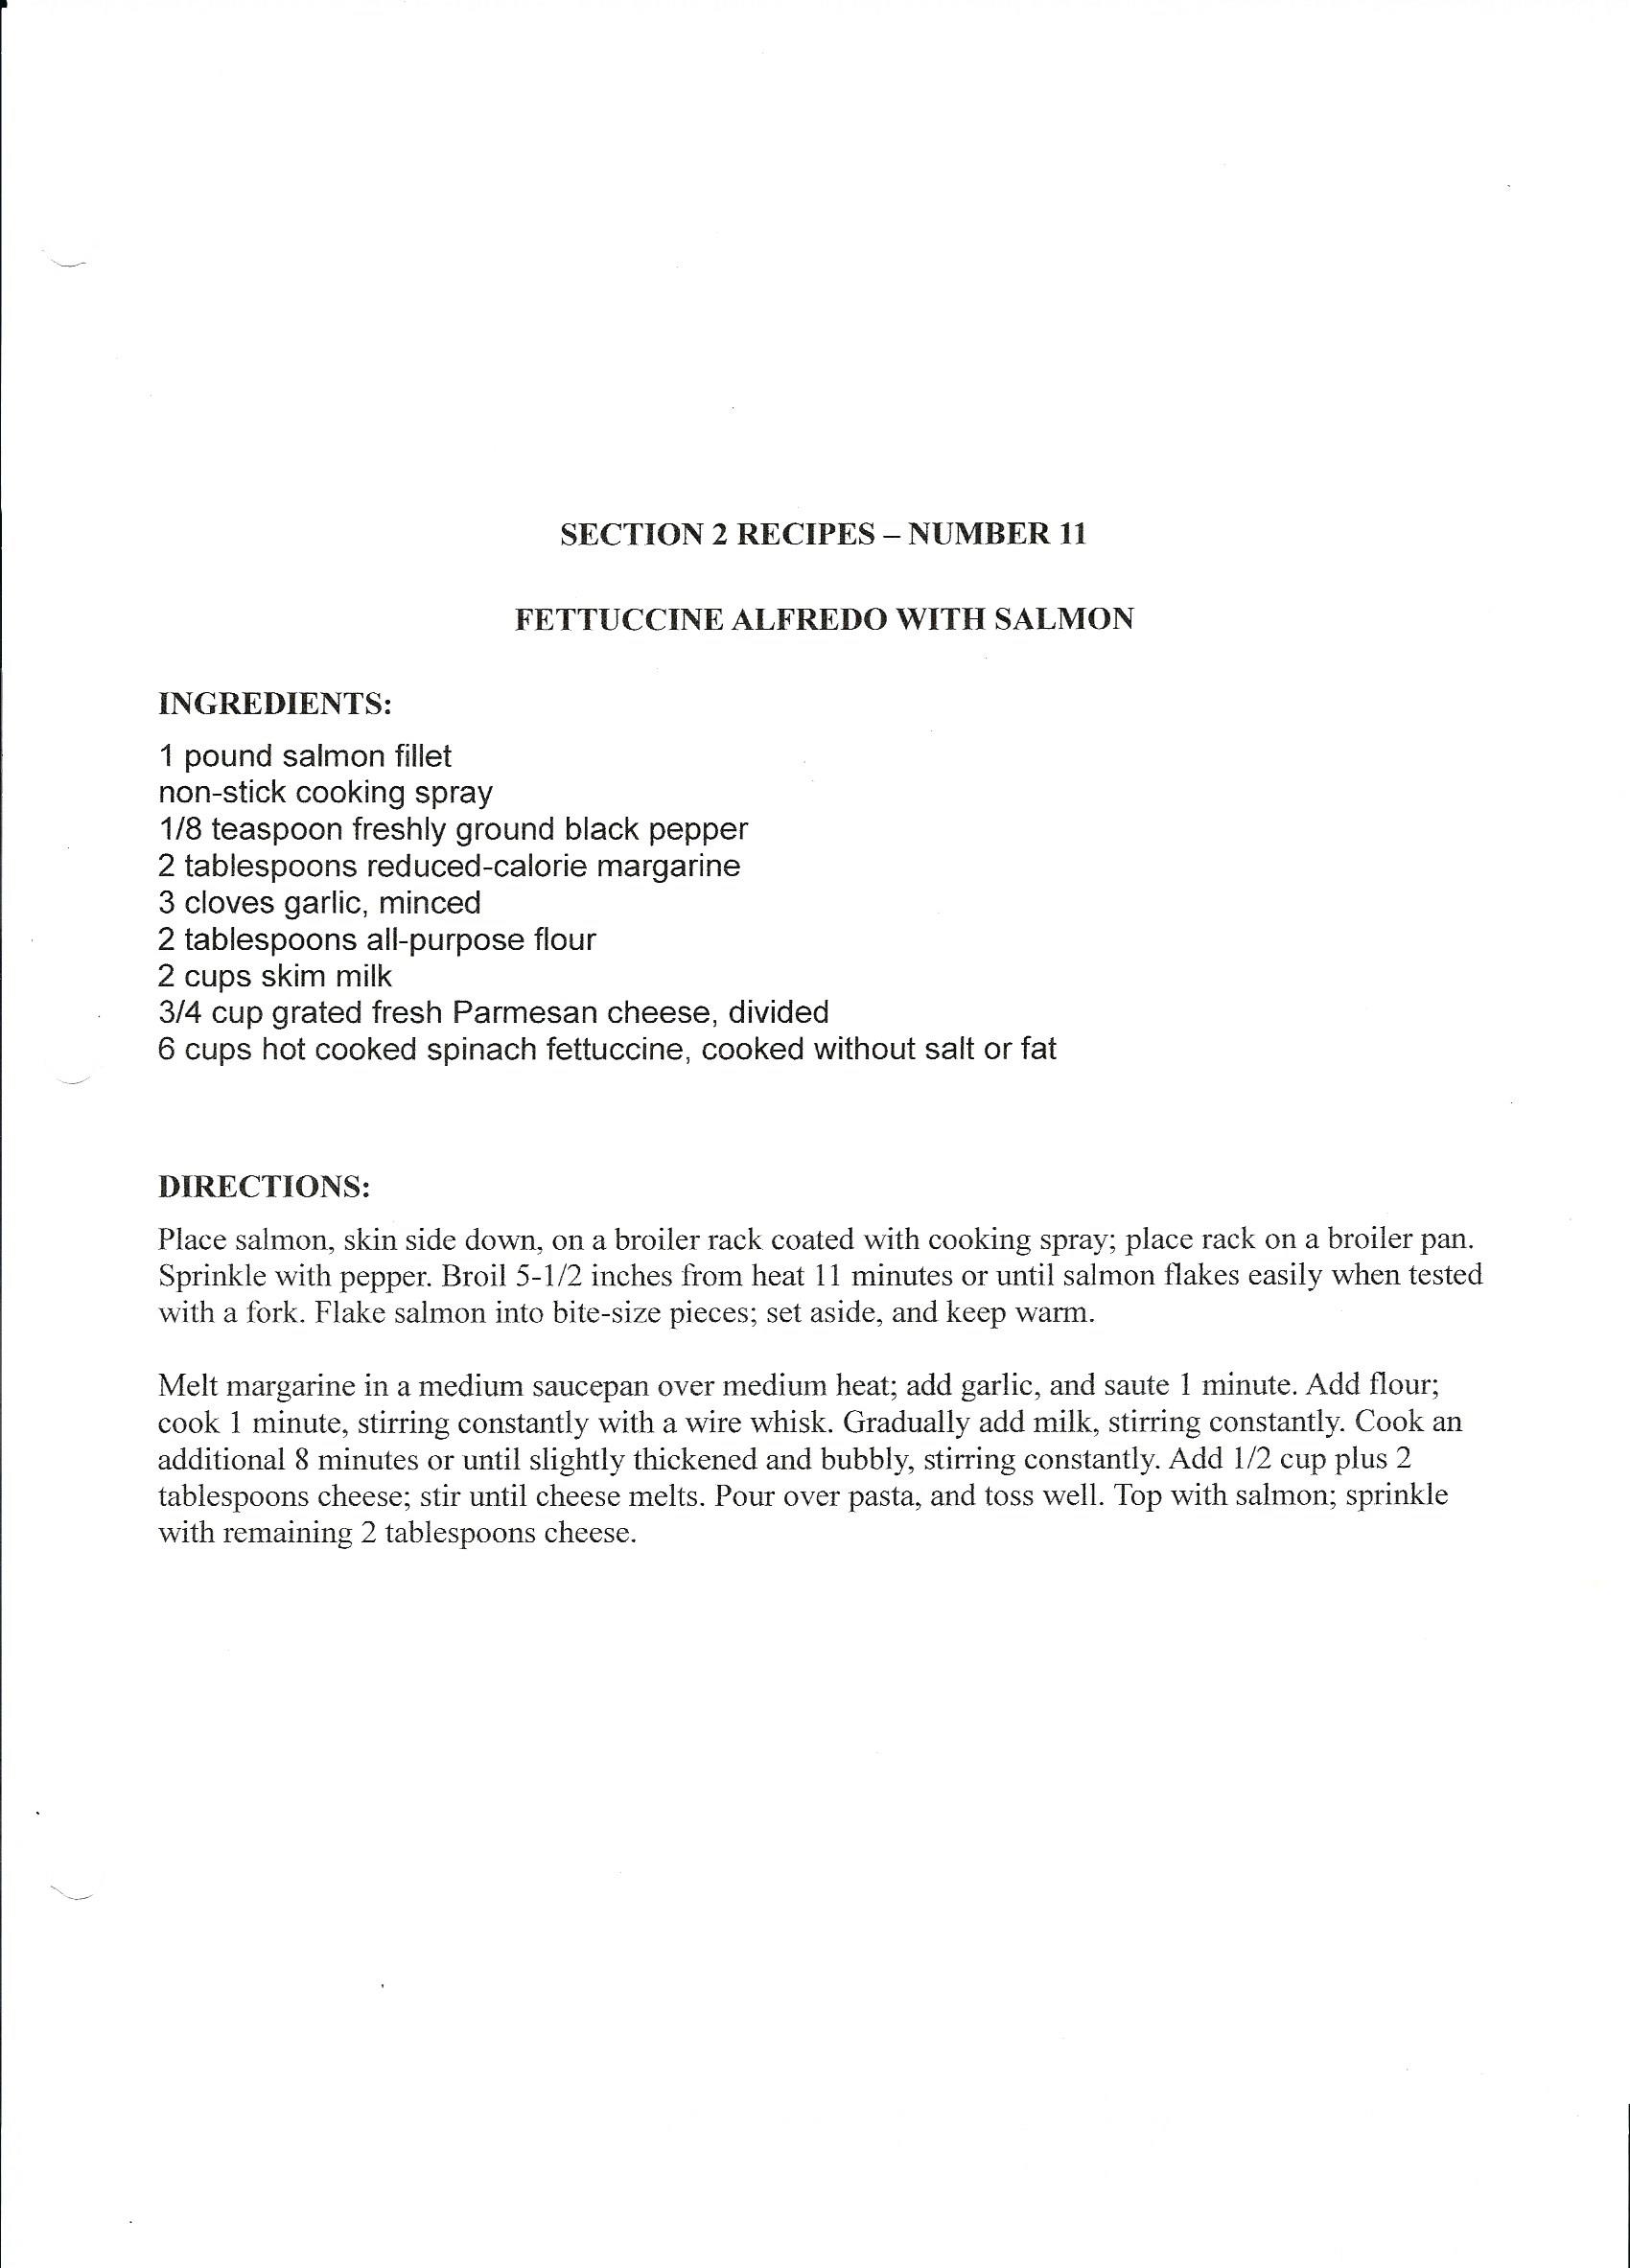 SECTION 2 RECIPES – NUMBER 11
FETTUCCINE ALFREDO WITH SALMON
INGREDIENTS:
1 pound salmon fillet
non-stick cooking spray
1/8 teaspoon freshly ground black pepper
2 tablespoons reduced-calorie margarine
3 cloves garlic, minced
2 tablespoons all-purpose flour
2 cups skim milk
3/4 cup grated fresh Parmesan cheese, divided
6 cups hot cooked spinach fettuccine, cooked without salt or fat
DIRECTIONS:
Place salmon, skin side down, on a broiler rack coated with cooking spray; place rack on a broiler pan.
Sprinkle with pepper. Broil 5-1/2 inches from heat 11 minutes or until salmon flakes easily when tested
with a fork. Flake salmon into bite-size pieces; set aside, and keep warm.
Melt margarine in a medium saucepan over medium heat; add garlic, and saute 1 minute. Add flour;
cook 1 minute, stirring constantly with a wire whisk. Gradually add milk, stirring constantly. Cook an
additional 8 minutes or until slightly thickened and bubbly, stirring constantly. Add 1/2 cup plus 2
tablespoons cheese; stir until cheese melts. Pour over pasta, and toss well. Top with salmon; sprinkle
with remaining 2 tablespoons cheese.